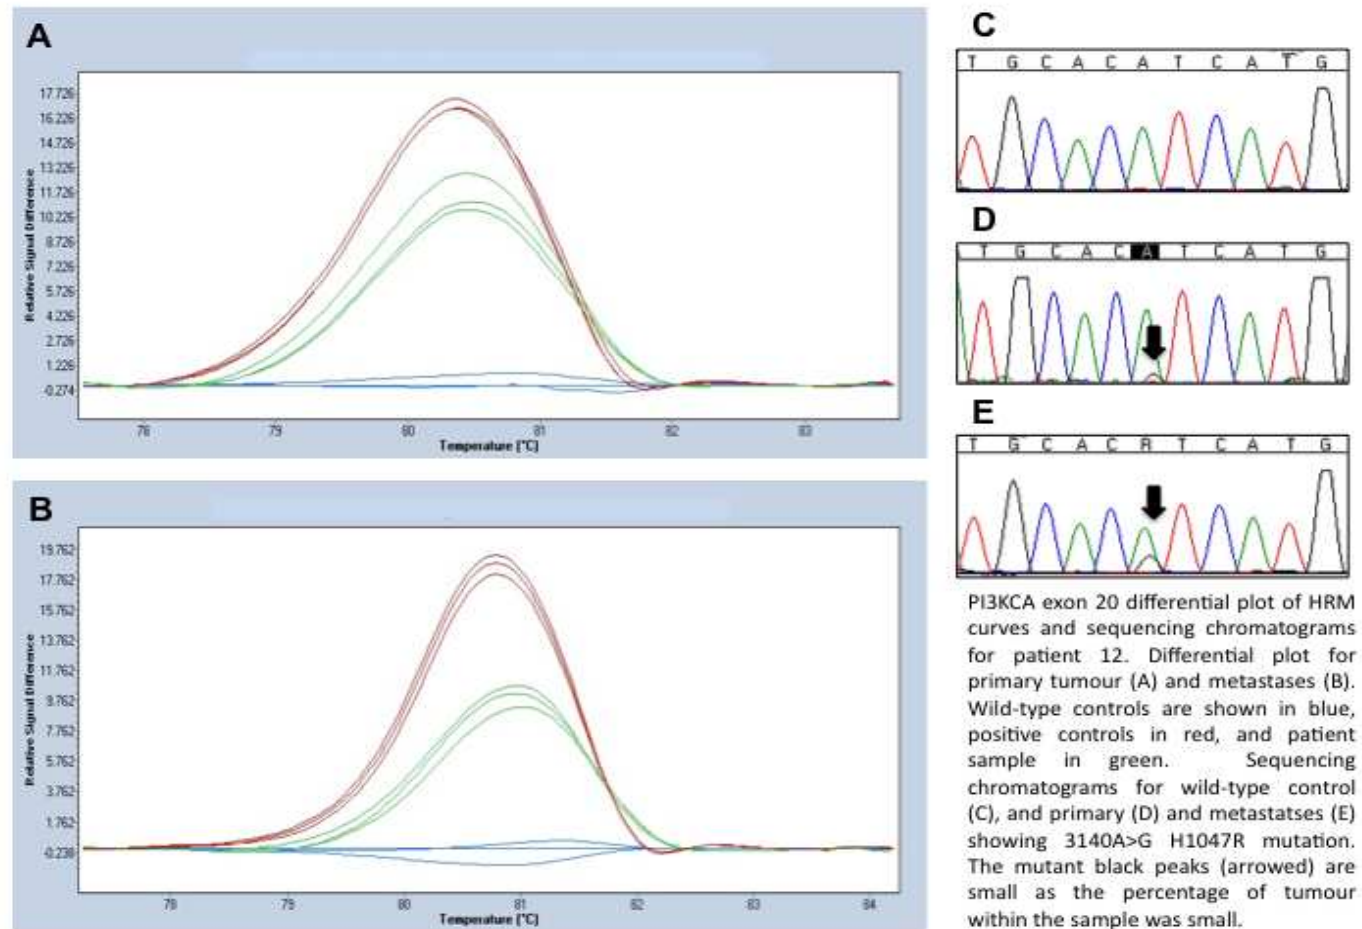 A
17.726
16.226
14.726
13.226
11.726
10.226
8.726
7.226
5.726
4.226
2.726
1.226
-0.274
Relative Signal Difference
78
79
80
81
82
83
Temperature [°C]
B
19.762
17.762
15.762
13.762
11.762
9.762
7.762
5.762
3.762
1.762
-0.238
Relative Signal Difference
78
79
80
81
82
83
84
Temperature [°C]
C
T G C A C A T C A T G
D
T G C A C A T C A T G
E
T G C A C R T C A T G
PI3KCA exon 20 differential plot of HRM
curves and sequencing chromatograms
for patient 12. Differential plot for
primary tumour (A) and metastases (B).
Wild-type controls are shown in blue,
positive controls in red, and patient
sample in green. Sequencing
chromatograms for wild-type control
(C), and primary (D) and metastatses (E)
showing 3140A>G H1047R mutation.
The mutant black peaks (arrowed) are
small as the percentage of tumour
within the sample was small.